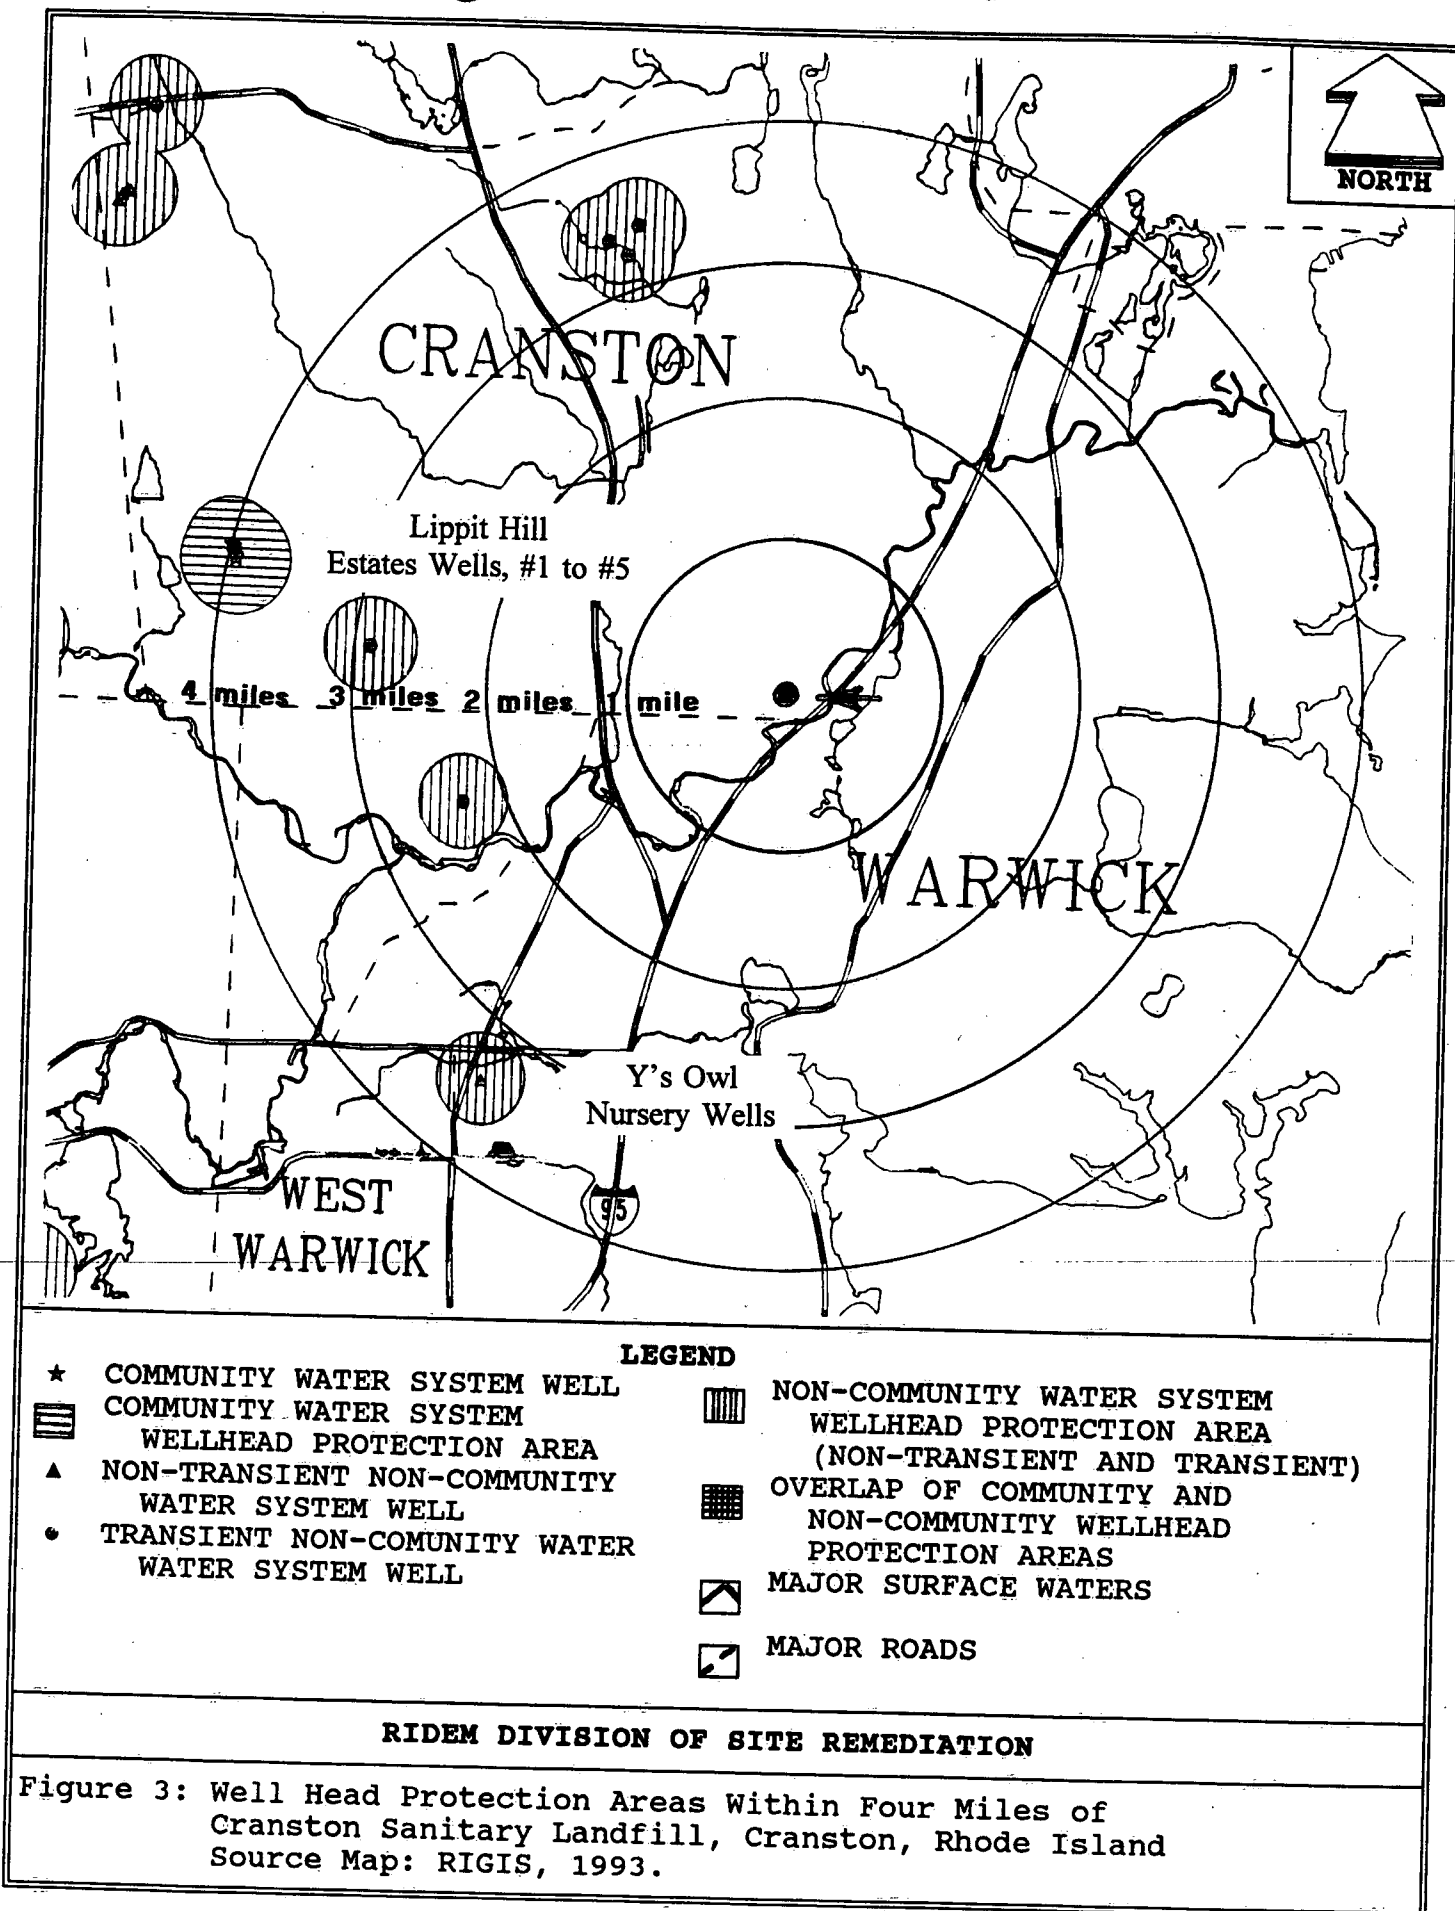 NORTH
CRANSTON
Lippit Hill
Estates Wells, #1 to #5
4 miles 3 miles 2 miles 1 mile
WARWICK
Y's Owl
Nursery Wells
WEST
WARWICK
95
LEGEND
COMMUNITY WATER SYSTEM WELL
COMMUNITY WATER SYSTEM
WELLHEAD PROTECTION AREA
NON-TRANSIENT NON-COMMUNITY
WATER SYSTEM WELL
TRANSIENT NON-COMUNITY WATER
WATER SYSTEM WELL
NON-COMMUNITY WATER SYSTEM
WELLHEAD PROTECTION AREA
(NON-TRANSIENT AND TRANSIENT)
OVERLAP OF COMMUNITY AND
NON-COMMUNITY WELLHEAD
PROTECTION AREAS
MAJOR SURFACE WATERS
MAJOR ROADS
RIDEM DIVISION OF SITE REMEDIATION
Figure 3: Well Head Protection Areas Within Four Miles of
Cranston Sanitary Landfill, Cranston, Rhode Island
Source Map: RIGIS, 1993.